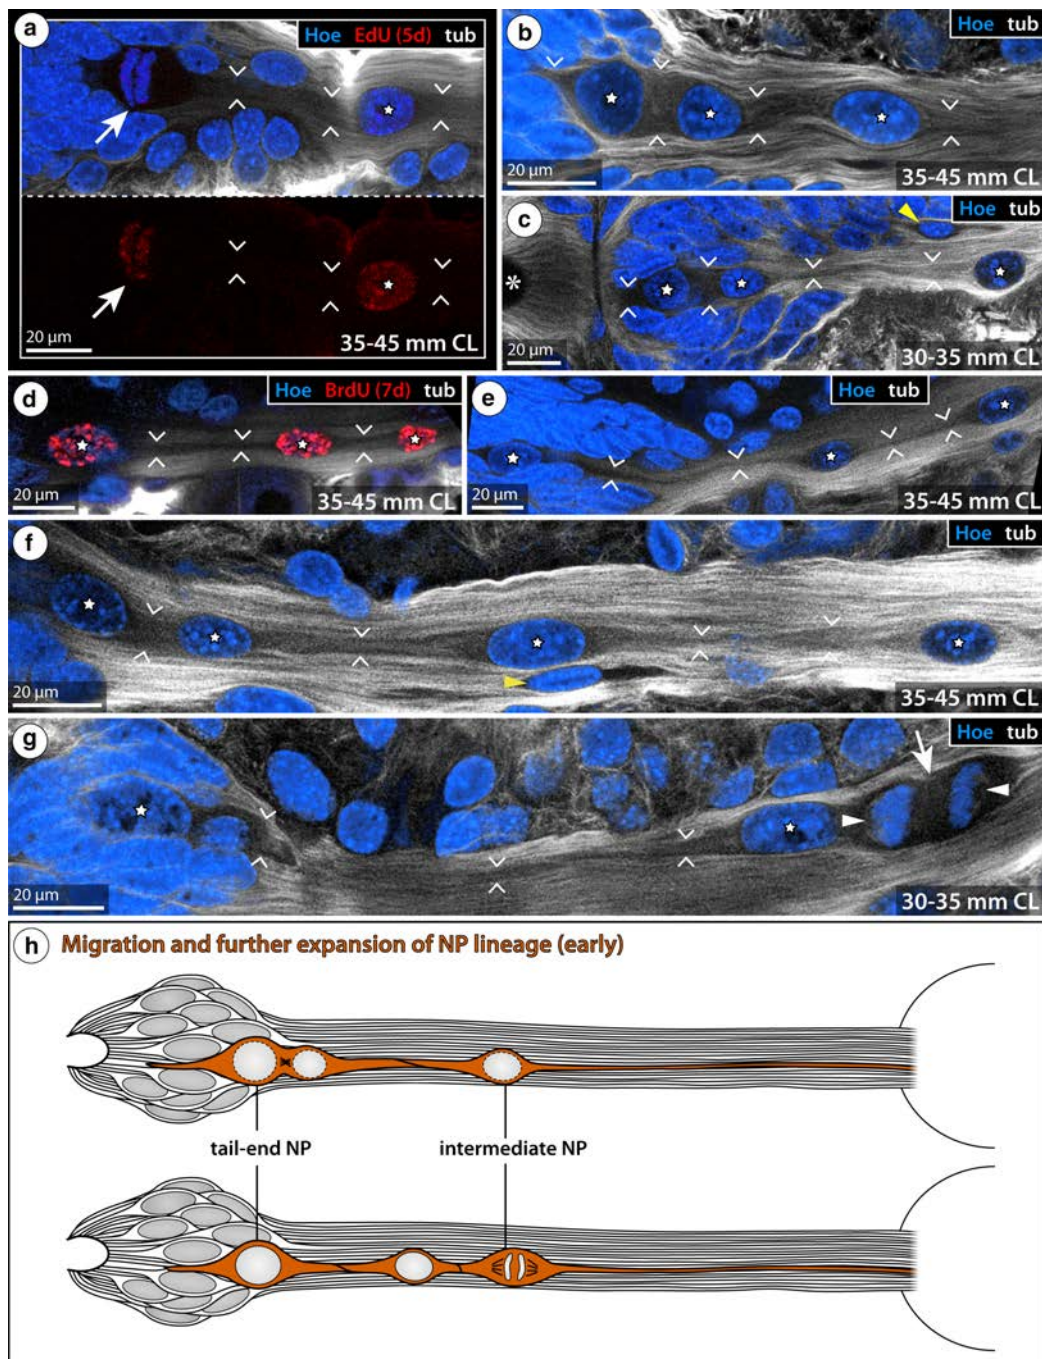 a
Hoe EdU (5d) tub
20 µm
35-45 mm CL
b
Hoe tub
20 µm
35-45 mm CL
c
Hoe tub
*
20 µm
30-35 mm CL
d
Hoe BrdU (7d) tub
20 µm
35-45 mm CL
e
Hoe tub
20 µm
35-45 mm CL
f
Hoe tub
20 µm
35-45 mm CL
g
Hoe tub
20 µm
30-35 mm CL
h Migration and further expansion of NP lineage (early)
tail-end NP intermediate NP